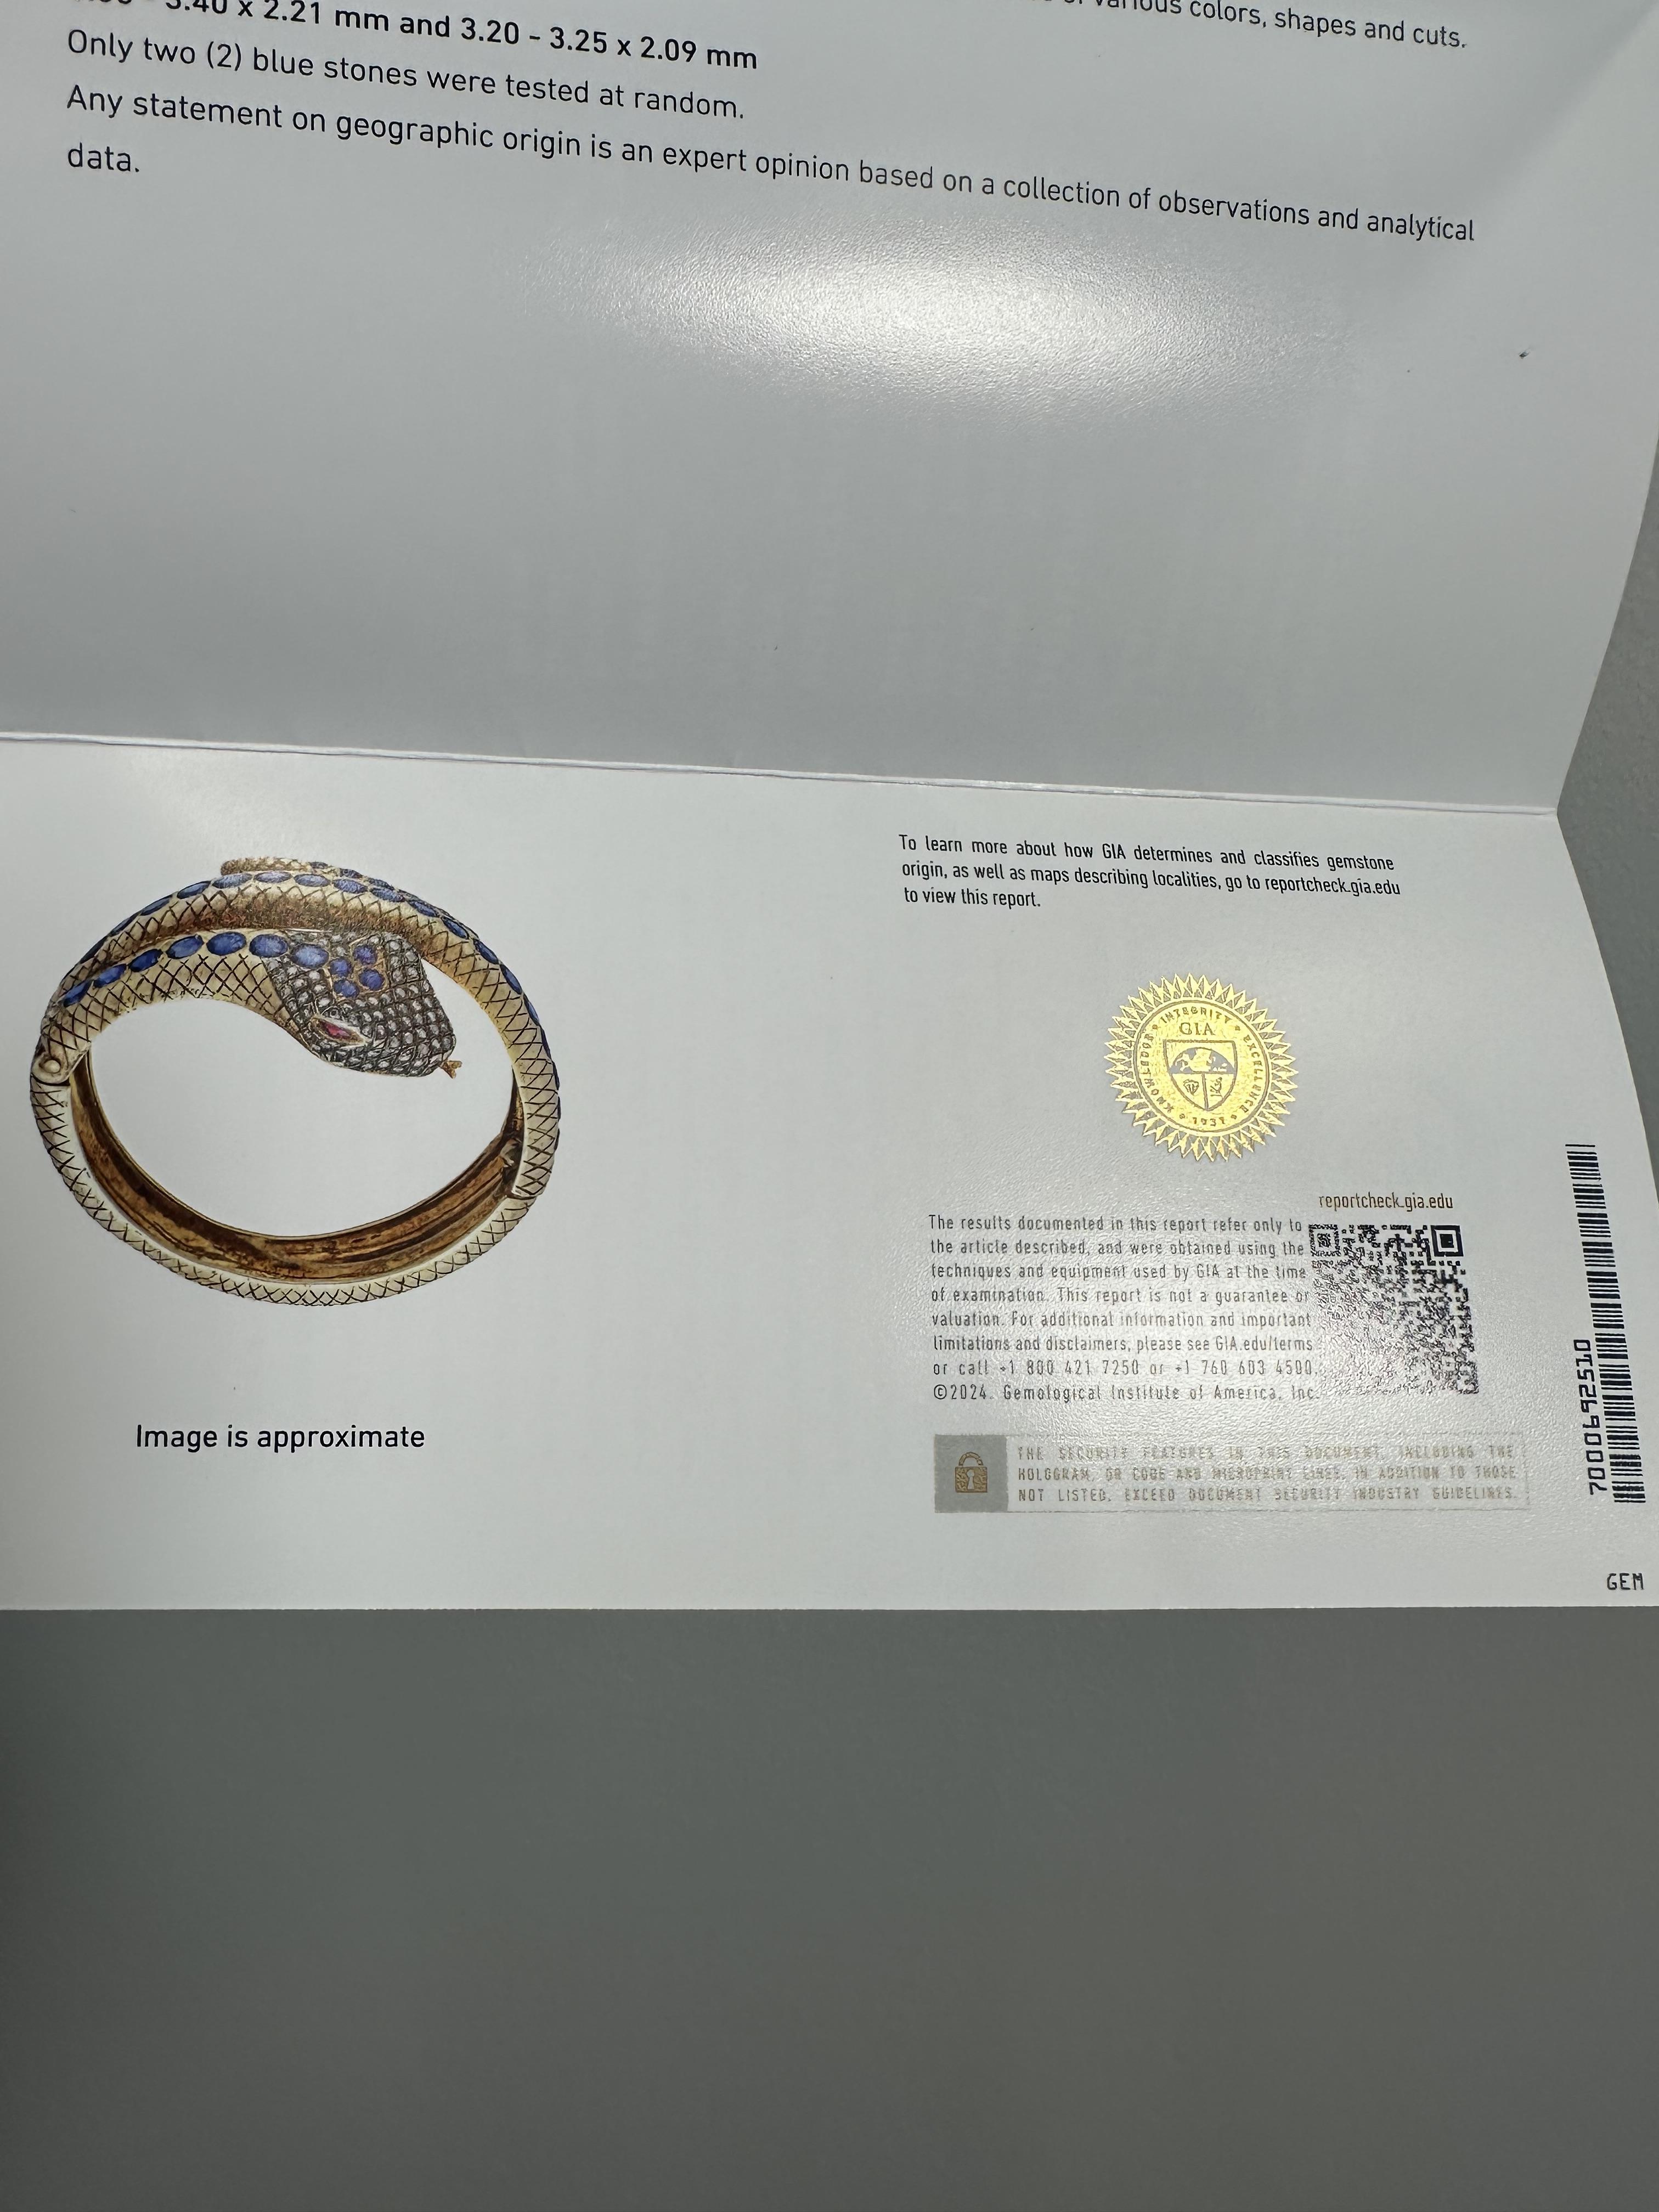 3.40 x 2.21 mm and 3.20 - 3.25 x 2.09 mm
various colors, shapes and cuts.
Only two (2) blue stones were tested at random.
Any statement on geographic origin is an expert opinion based on a collection of observations and analytical
data.
To learn more about how GIA determines and classifies gemstone
origin, as well as maps describing localities, go to reportcheck.gia.edu
to view this report.
INTEGRITY • EXCELLENCE • 1931 • KNOWLEDGE
GIA
reportcheck.gia.edu
The results documented in this report refer only to
the article described, and were obtained using the
techniques and equipment used by GIA at the time
of examination. This report is not a guarantee or
valuation. For additional information and important
limitations and disclaimers, please see GIA.edu/terms
or call +1 800 421 7250 or +1 760 603 4500.
©2024. Gemological Institute of America, Inc.
Image is approximate
THE SECURITY FEATURES IN THIS DOCUMENT, INCLUDING THE
HOLOGRAM, QR CODE AND MICROPRINT LINES, IN ADDITION TO THOSE
NOT LISTED, EXCEED DOCUMENT SECURITY INDUSTRY GUIDELINES.
7000692510
GEM